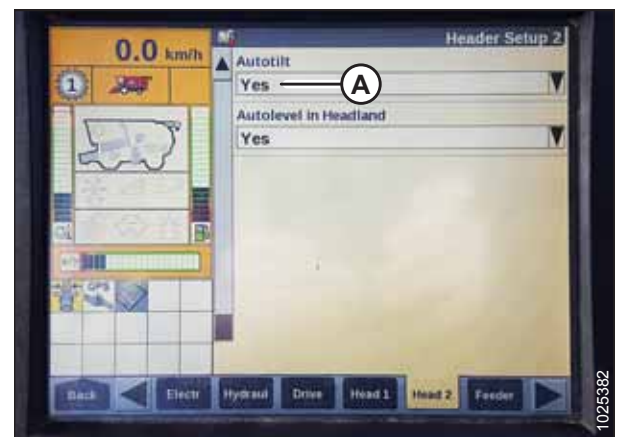 0.0 km/h
Header Setup 2
1
Autotilt
Yes
A
Autolevel in Headland
Yes
GPS
Back
Electr
Hydraul
Drive
Head 1
Head 2
Feeder
1025382